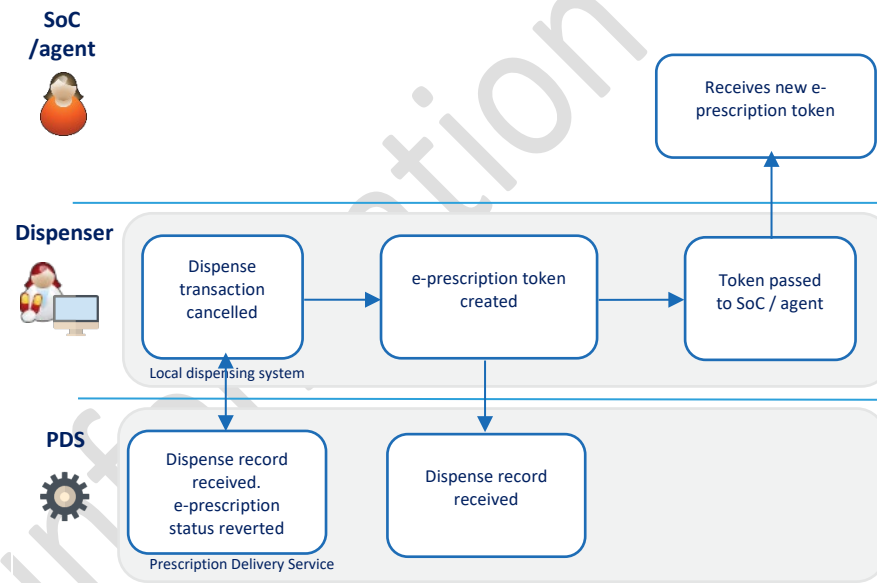 SoC
/agent
Receives new e-
prescription token
Dispenser
Dispense
transaction
cancelled
e-prescription token
created
Token passed
to SoC / agent
Local dispensing system
PDS
Dispense record
received.
e-prescription
status reverted
Dispense record
received
Prescription Delivery Service